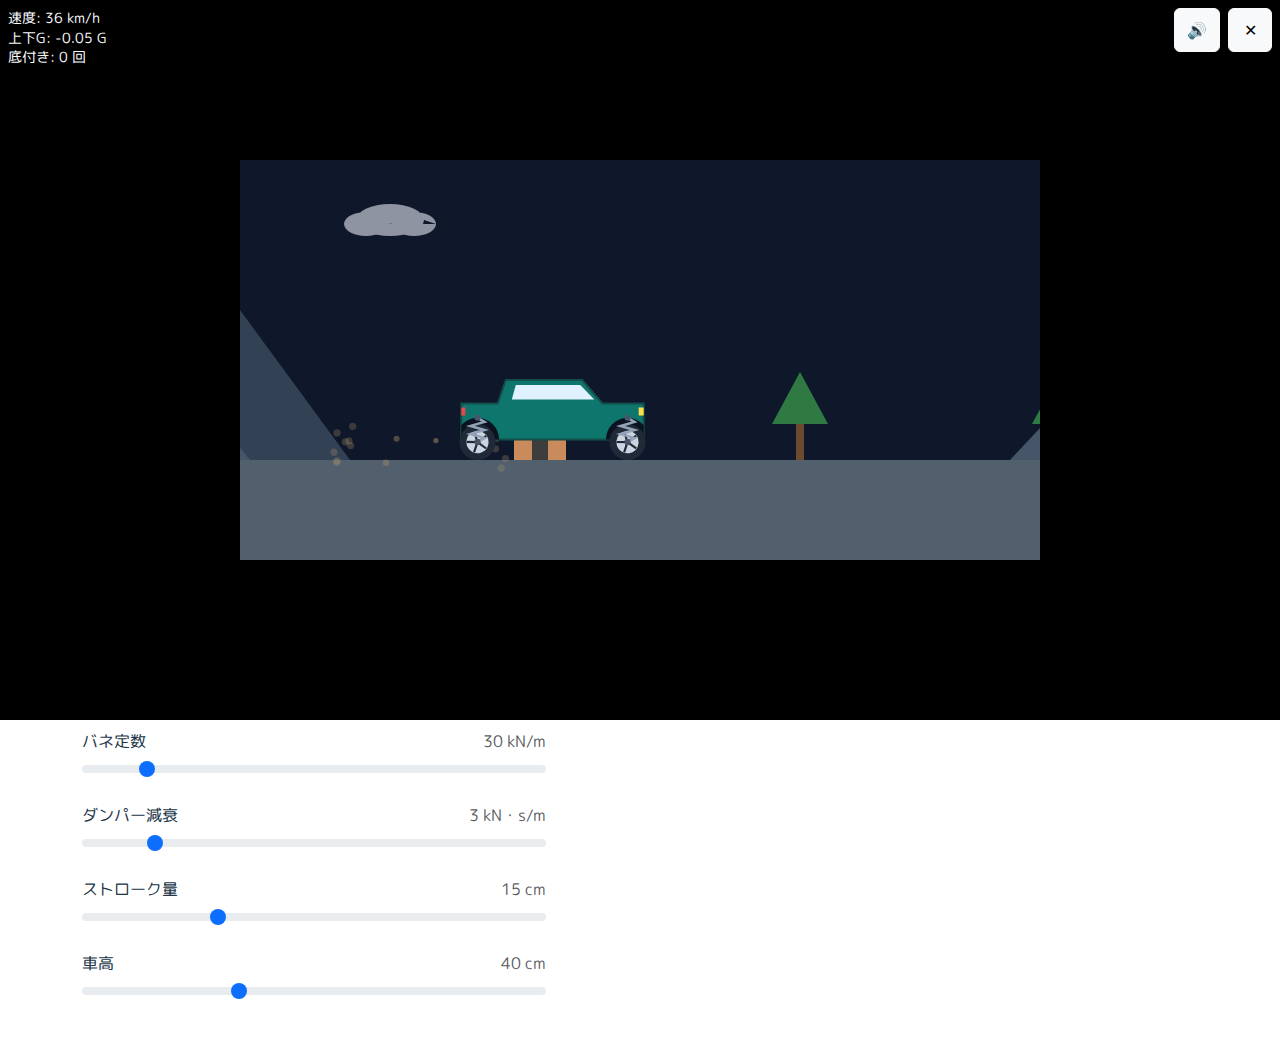 速度: 36 km/h
上下G: -0.05 G
底付き: 0 回
🔊 ✕
バネ定数 30 kN/m
ダンパー減衰 3 kN・s/m
ストローク量 15 cm
車高 40 cm